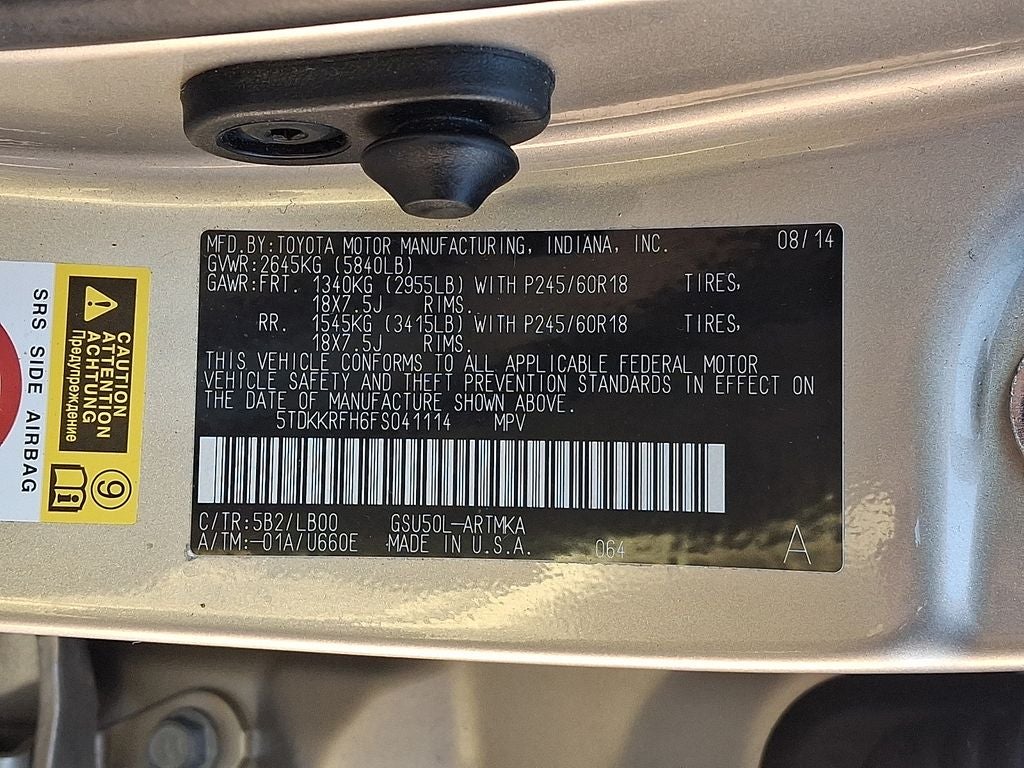 MFD.BY:TOYOTA MOTOR MANUFACTURING, INDIANA, INC. 08/14
GVWR:2645KG (5840LB)
GAWR:FRT. 1340KG (2955LB) WITH P245/60R18 TIRES,
18X7.5J RIMS.
RR. 1545KG (3415LB) WITH P245/60R18 TIRES,
18X7.5J RIMS.
THIS VEHICLE CONFORMS TO ALL APPLICABLE FEDERAL MOTOR
VEHICLE SAFETY AND THEFT PREVENTION STANDARDS IN EFFECT ON
THE DATE OF MANUFACTURE SHOWN ABOVE.
5TDKKRFH6FS041114 MPV
C/TR:5B2/LB00 GSU50L-ARTMKA
A/TM:-01A/U660E MADE IN U.S.A. 064 A
CAUTION
ATTENTION
ACHTUNG
Предупреждение
9
SRS SIDE AIRBAG